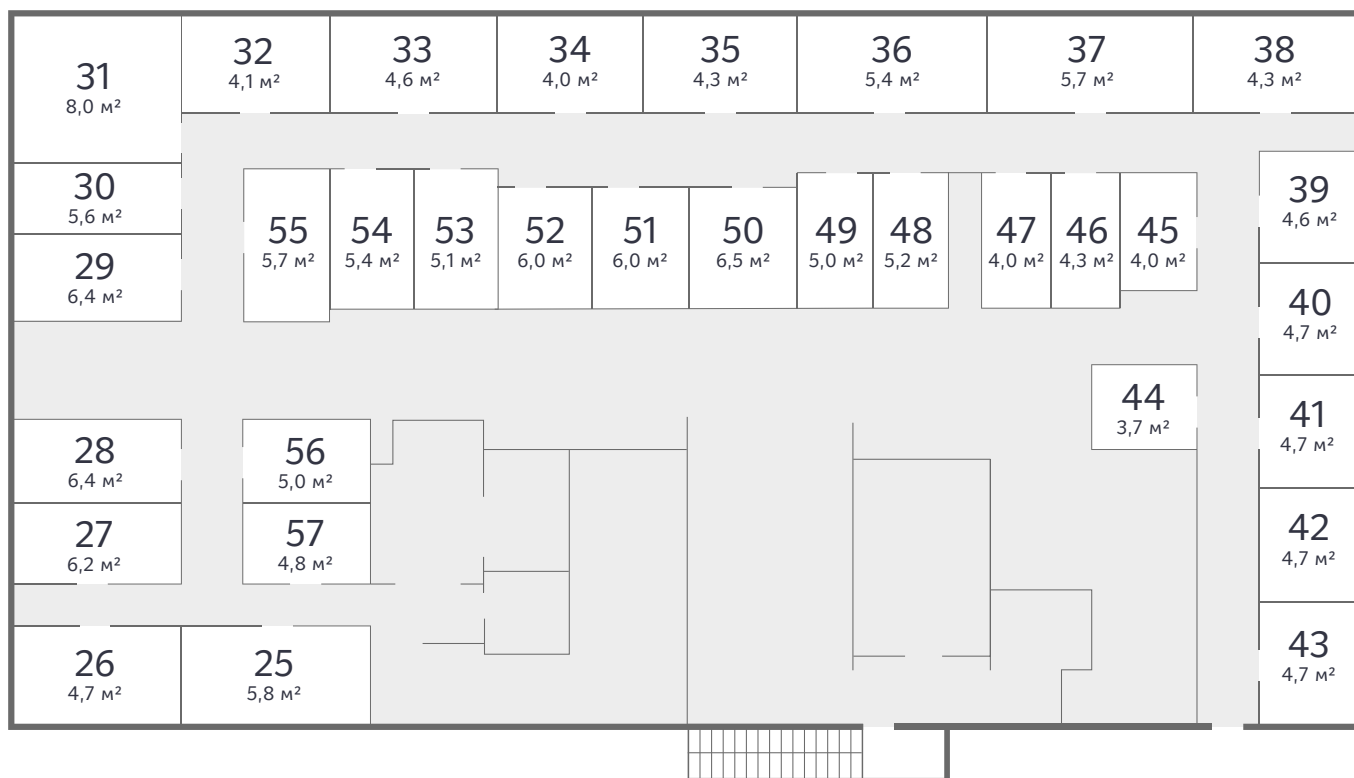 31
8,0 м²
32
4,1 м²
33
4,6 м²
34
4,0 м²
35
4,3 м²
36
5,4 м²
37
5,7 м²
38
4,3 м²
30
5,6 м²
29
6,4 м²
55
5,7 м²
54
5,4 м²
53
5,1 м²
52
6,0 м²
51
6,0 м²
50
6,5 м²
49
5,0 м²
48
5,2 м²
47
4,0 м²
46
4,3 м²
45
4,0 м²
39
4,6 м²
40
4,7 м²
44
3,7 м²
41
4,7 м²
28
6,4 м²
56
5,0 м²
27
6,2 м²
57
4,8 м²
42
4,7 м²
26
4,7 м²
25
5,8 м²
43
4,7 м²